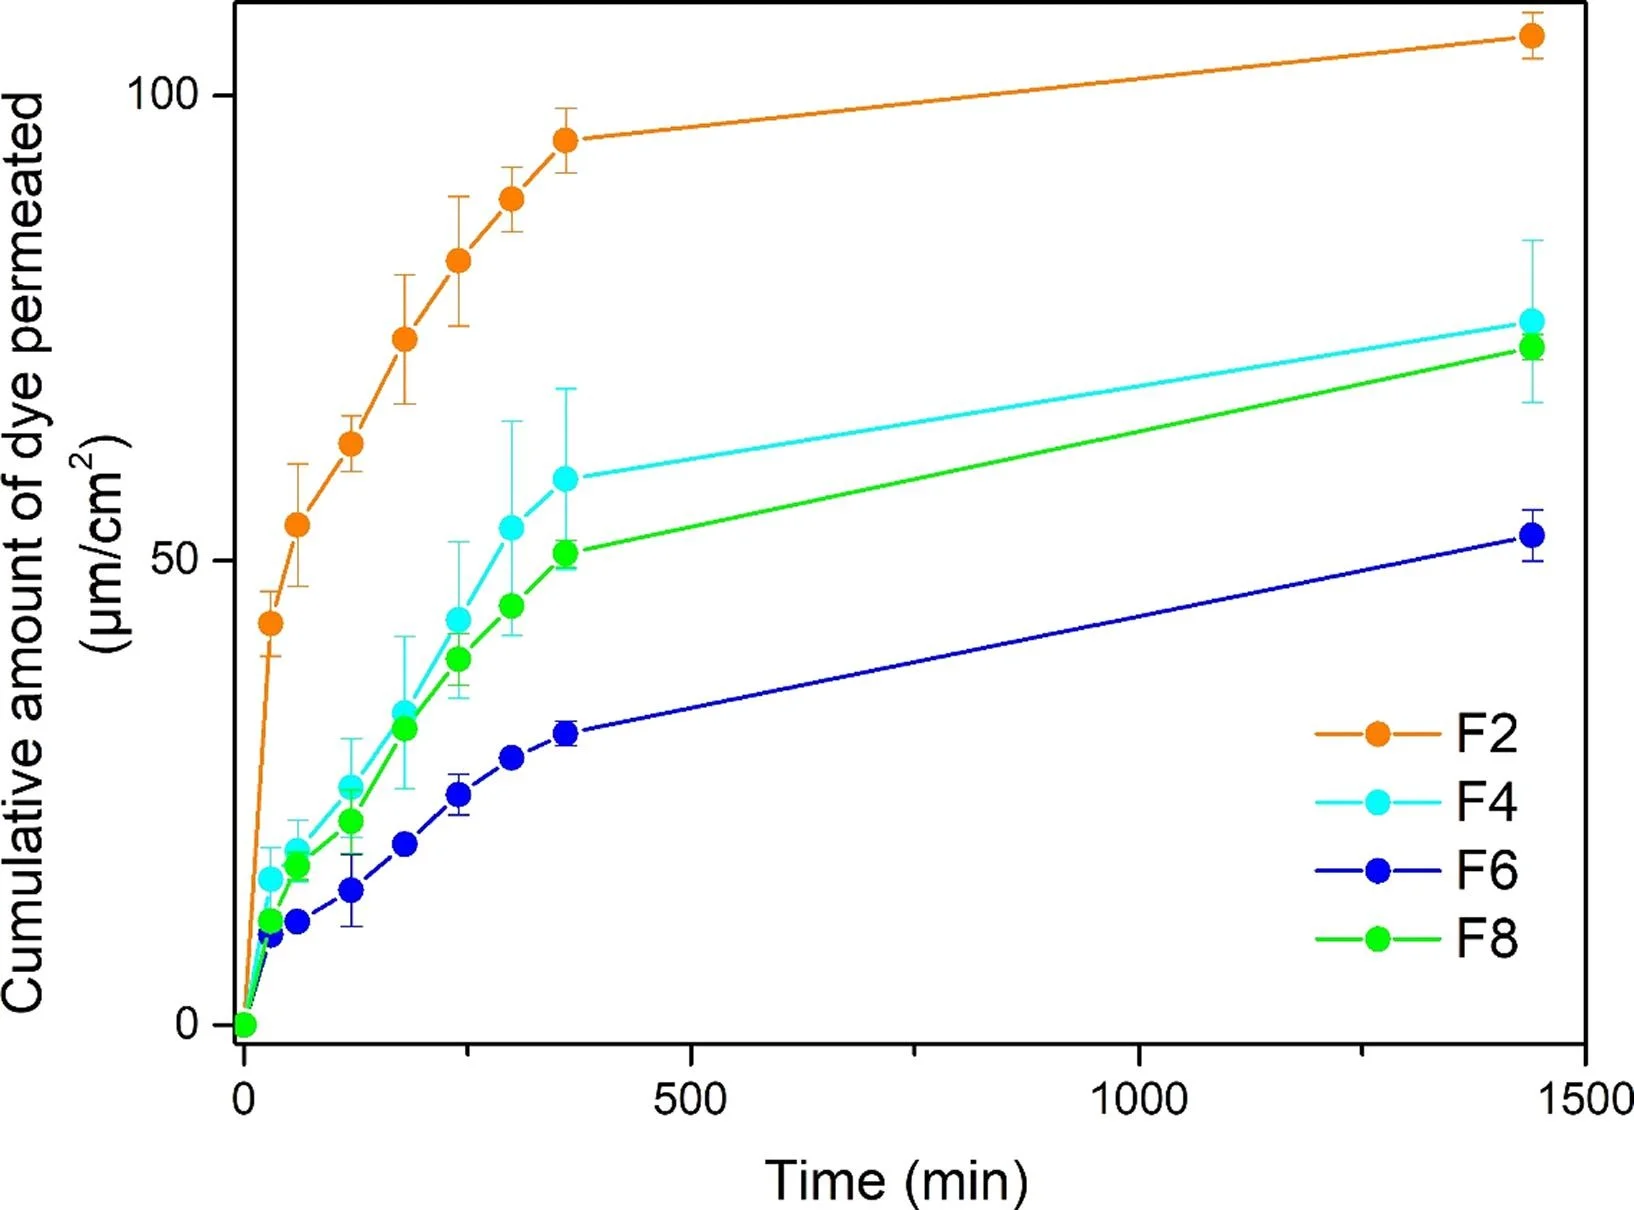 Cumulative amount of dye permeated
(µm/cm²)
100
50
0
F2
F4
F6
F8
0 500 1000 1500
Time (min)